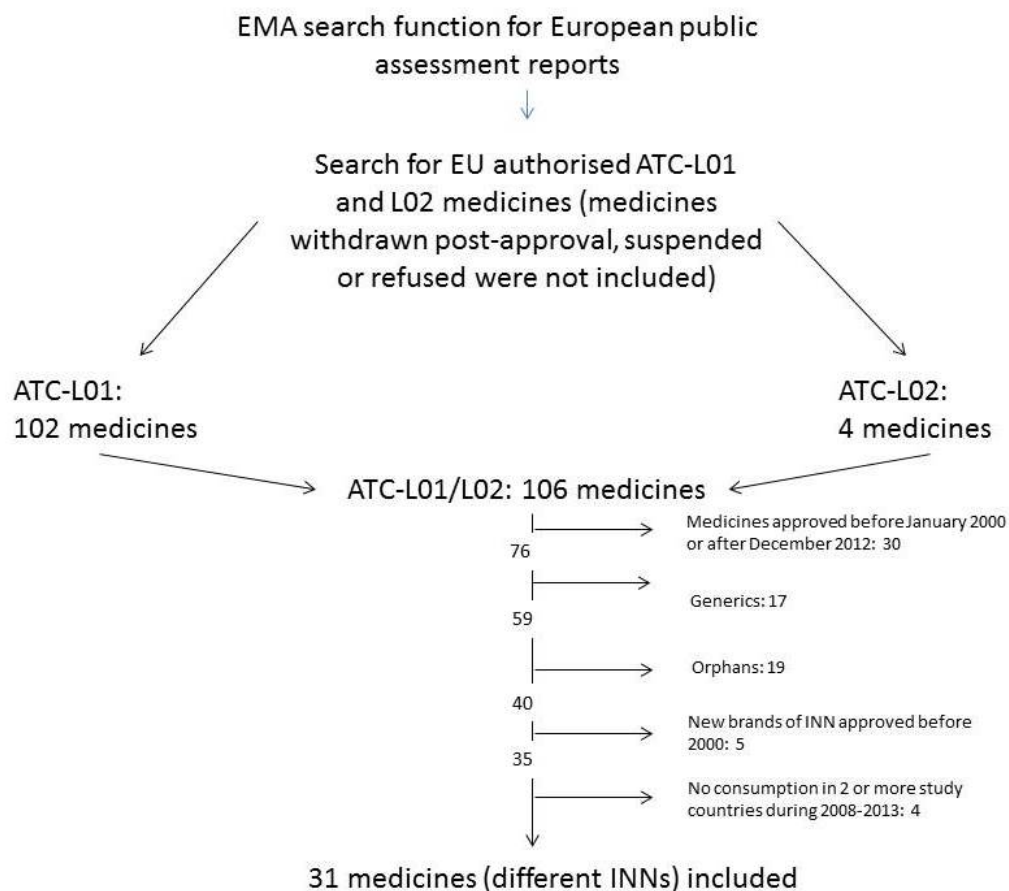 EMA search function for European public
assessment reports
Search for EU authorised ATC-L01
and L02 medicines (medicines
withdrawn post-approval, suspended
or refused were not included)
ATC-L01:
102 medicines
ATC-L02:
4 medicines
ATC-L01/L02: 106 medicines
Medicines approved before January 2000
or after December 2012: 30
76
Generics: 17
59
Orphans: 19
40
New brands of INN approved before
2000: 5
35
No consumption in 2 or more study
countries during 2008-2013: 4
31 medicines (different INNs) included